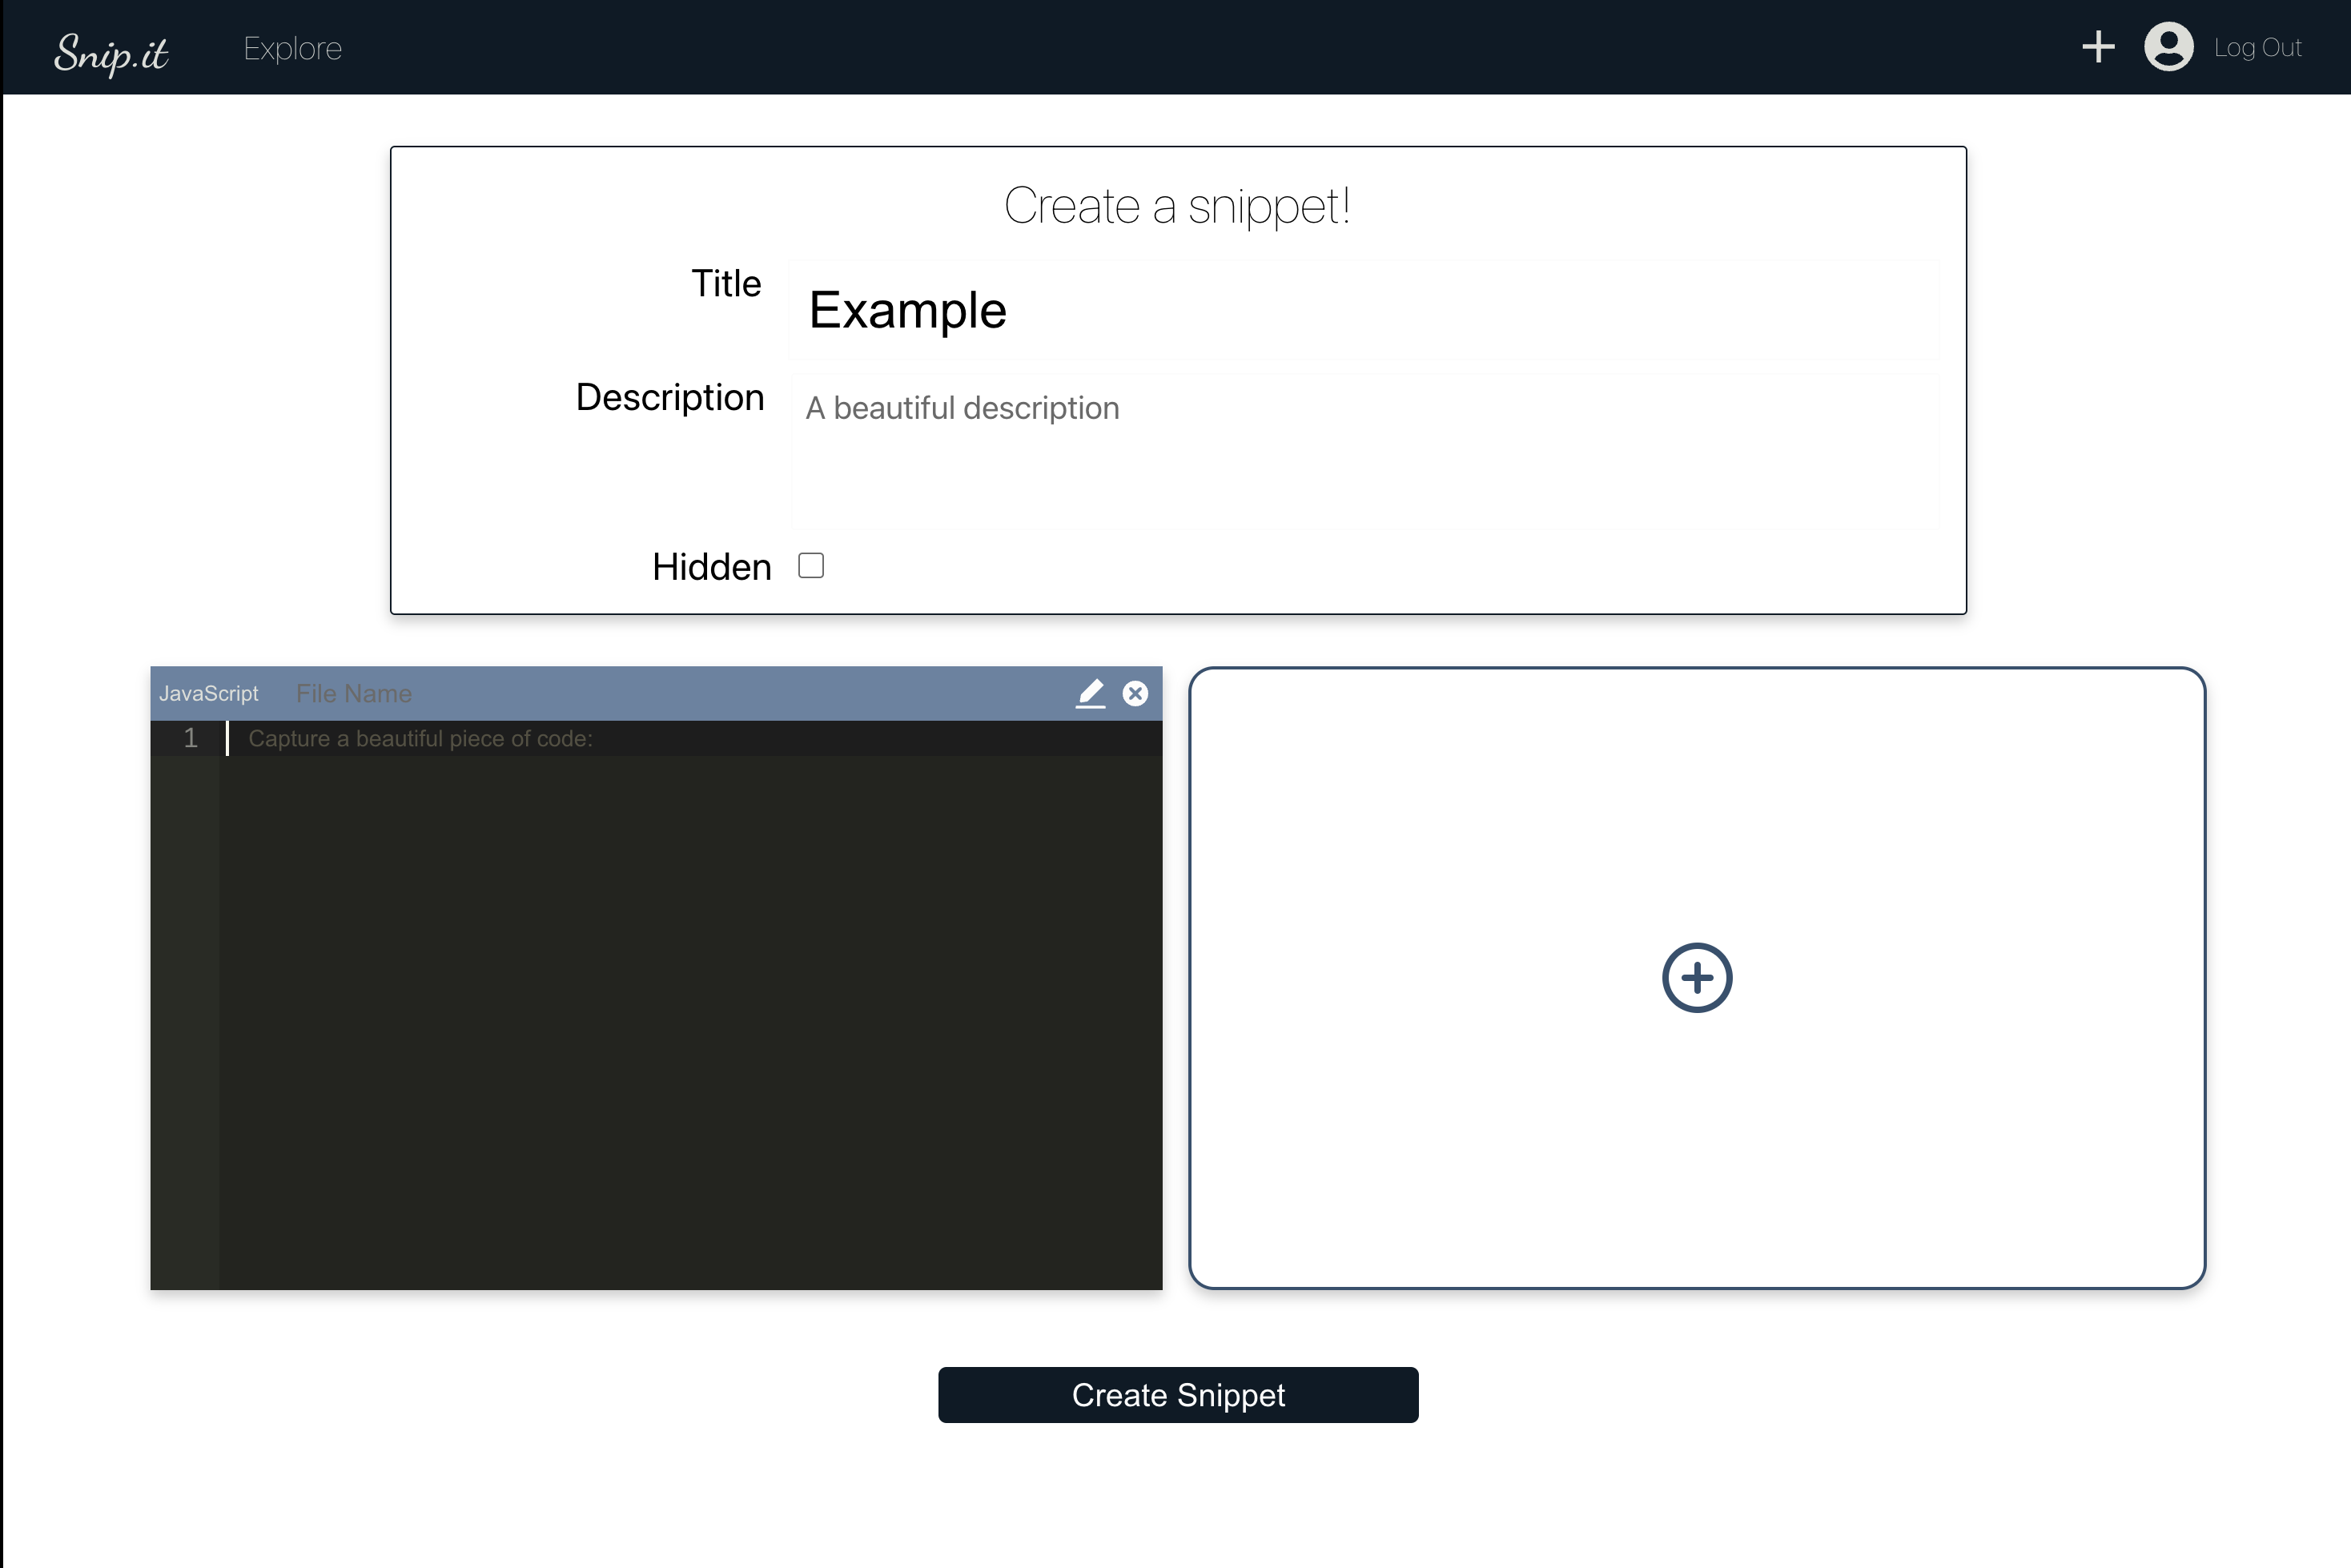 Snip.it Explore Log Out
Create a snippet!
Title Example
Description A beautiful description
Hidden
JavaScript File Name
1 Capture a beautiful piece of code:
Create Snippet